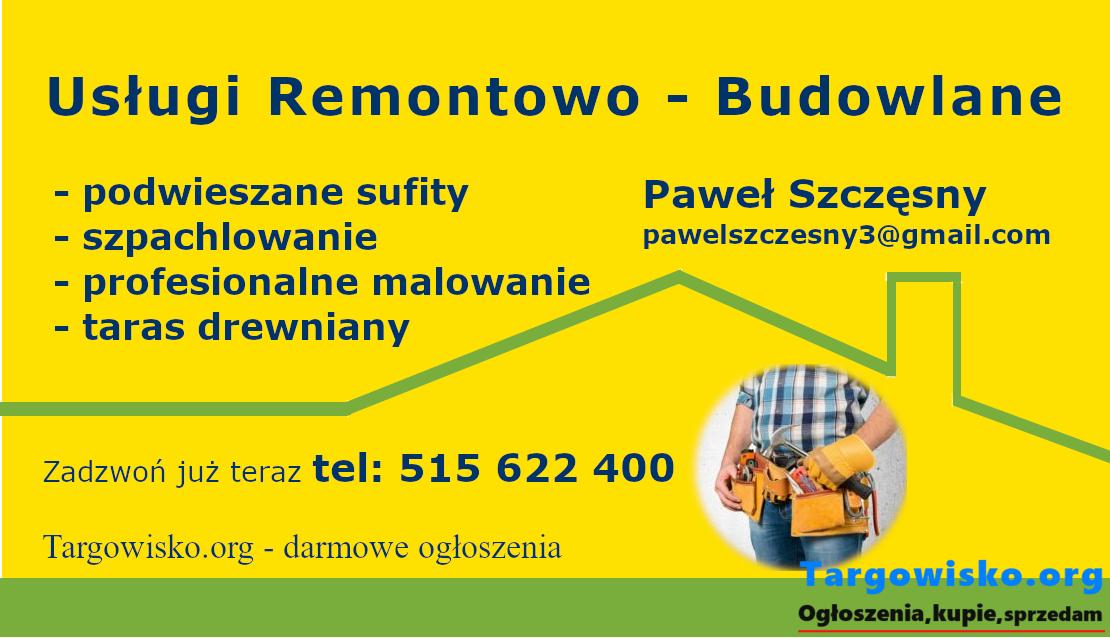 Usługi Remontowo - Budowlane
- podwieszane sufity
- szpachlowanie
- profesionalne malowanie
- taras drewniany
Paweł Szczęsny
pawelszczesny3@gmail.com
Zadzwoń już teraz tel: 515 622 400
Targowisko.org - darmowe ogłoszenia
Targowisko.org
Ogłoszenia,kupie,sprzedam